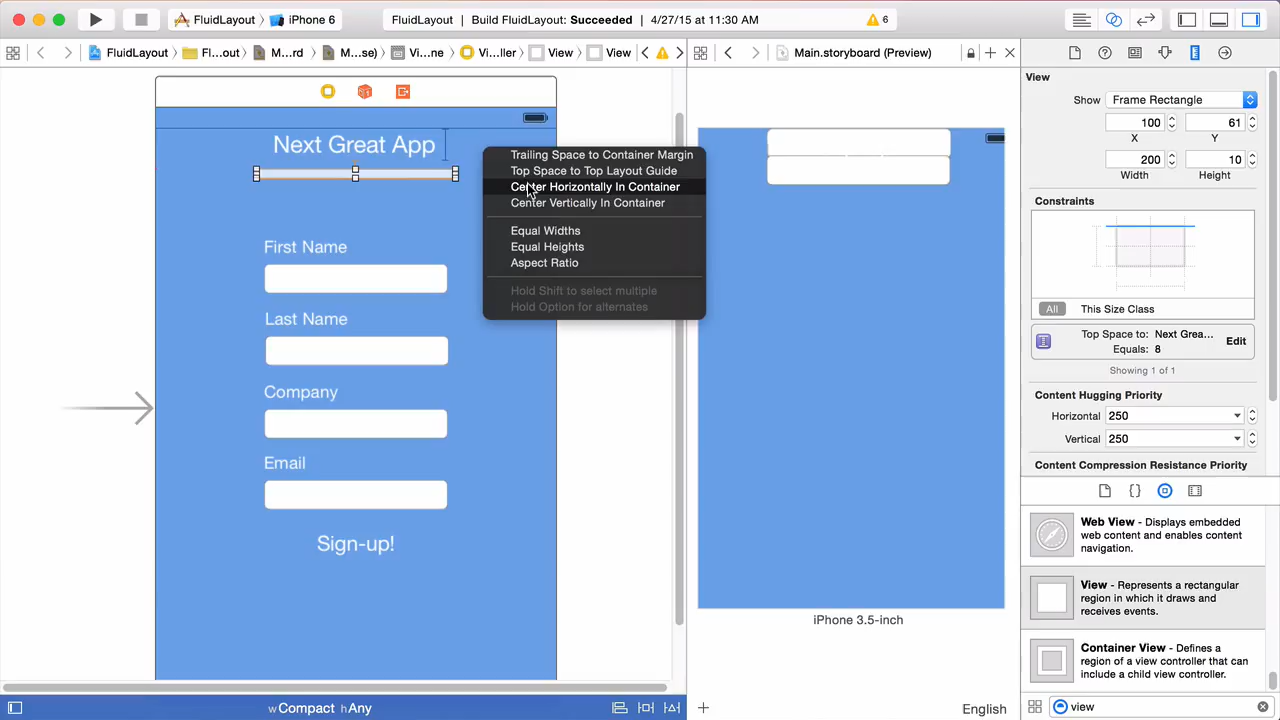 FluidLayout
iPhone 6
FluidLayout | Build FluidLayout: Succeeded | 4/27/15 at 11:30 AM
6
FluidLayout
Fl...out
M...rd
M...se)
Vi...ne
Vi...ller
View
View
Main.storyboard (Preview)
Next Great App
First Name
Last Name
Company
Email
Sign-up!
Trailing Space to Container Margin
Top Space to Top Layout Guide
Center Horizontally In Container
Center Vertically In Container
Equal Widths
Equal Heights
Aspect Ratio
Hold Shift to select multiple
Hold Option for alternates
iPhone 3.5-inch
wCompact hAny
English
View
Show Frame Rectangle
100 61
X Y
200 10
Width Height
Constraints
All This Size Class
Top Space to: Next Grea...
Equals: 8
Edit
Showing 1 of 1
Content Hugging Priority
Horizontal 250
Vertical 250
Content Compression Resistance Priority
Web View - Displays embedded
web content and enables content
navigation.
View - Represents a rectangular
region in which it draws and
receives events.
Container View - Defines a
region of a view controller that can
include a child view controller.
view